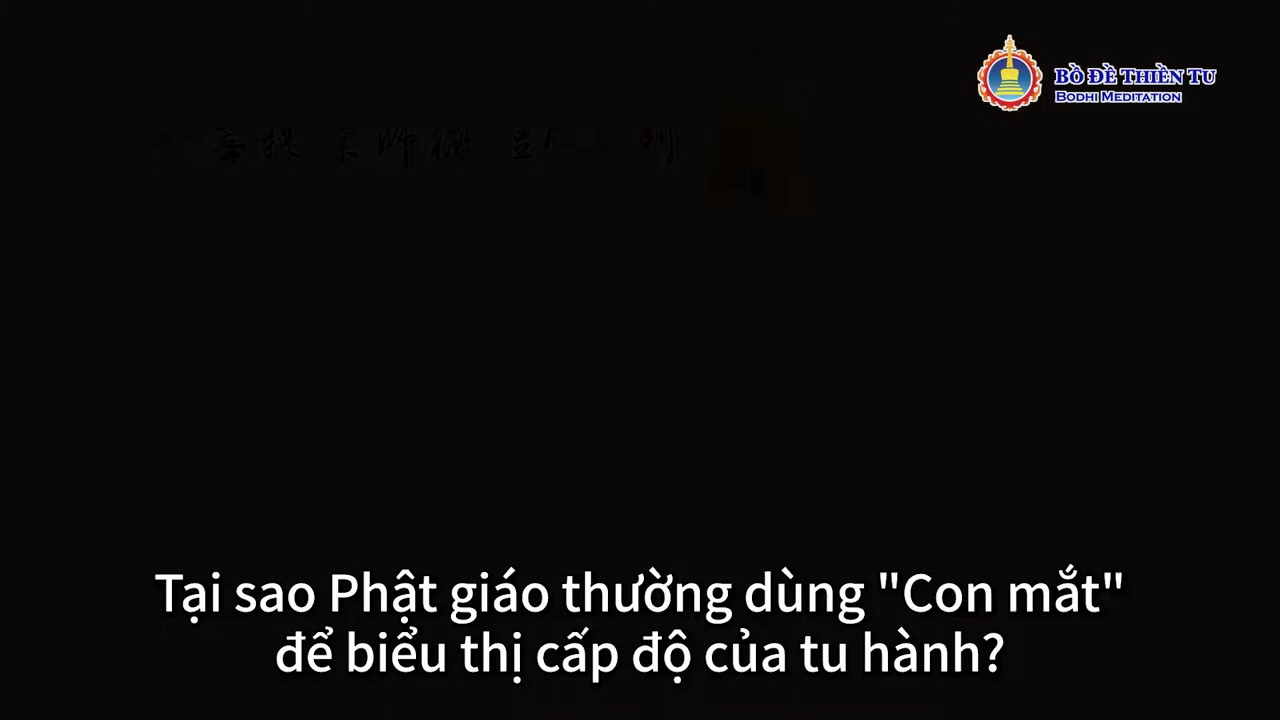 BỒ ĐỀ THIỀN TU
BODHI MEDITATION
Tại sao Phật giáo thường dùng "Con mắt"
để biểu thị cấp độ của tu hành?